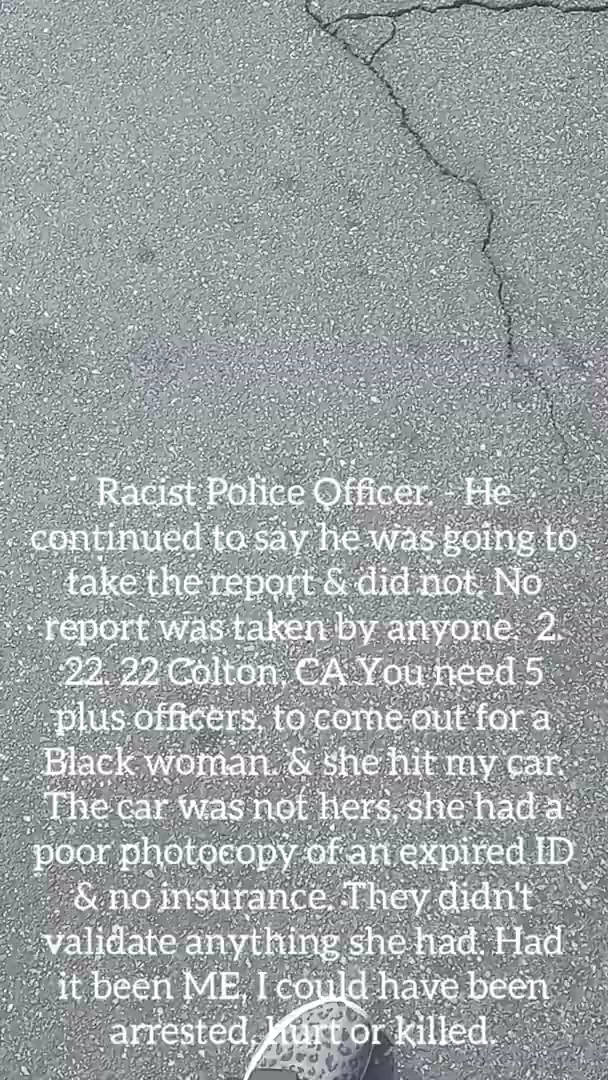 Racist Police Officer. - He
continued to say he was going to
take the report & did not. No
report was taken by anyone. 2.
22. 22 Colton, CA You need 5
plus officers, to come out for a
Black woman. & she hit my car.
The car was not hers, she had a
poor photocopy of an expired ID
& no insurance. They didn't
validate anything she had. Had
it been ME, I could have been
arrested, hurt or killed.